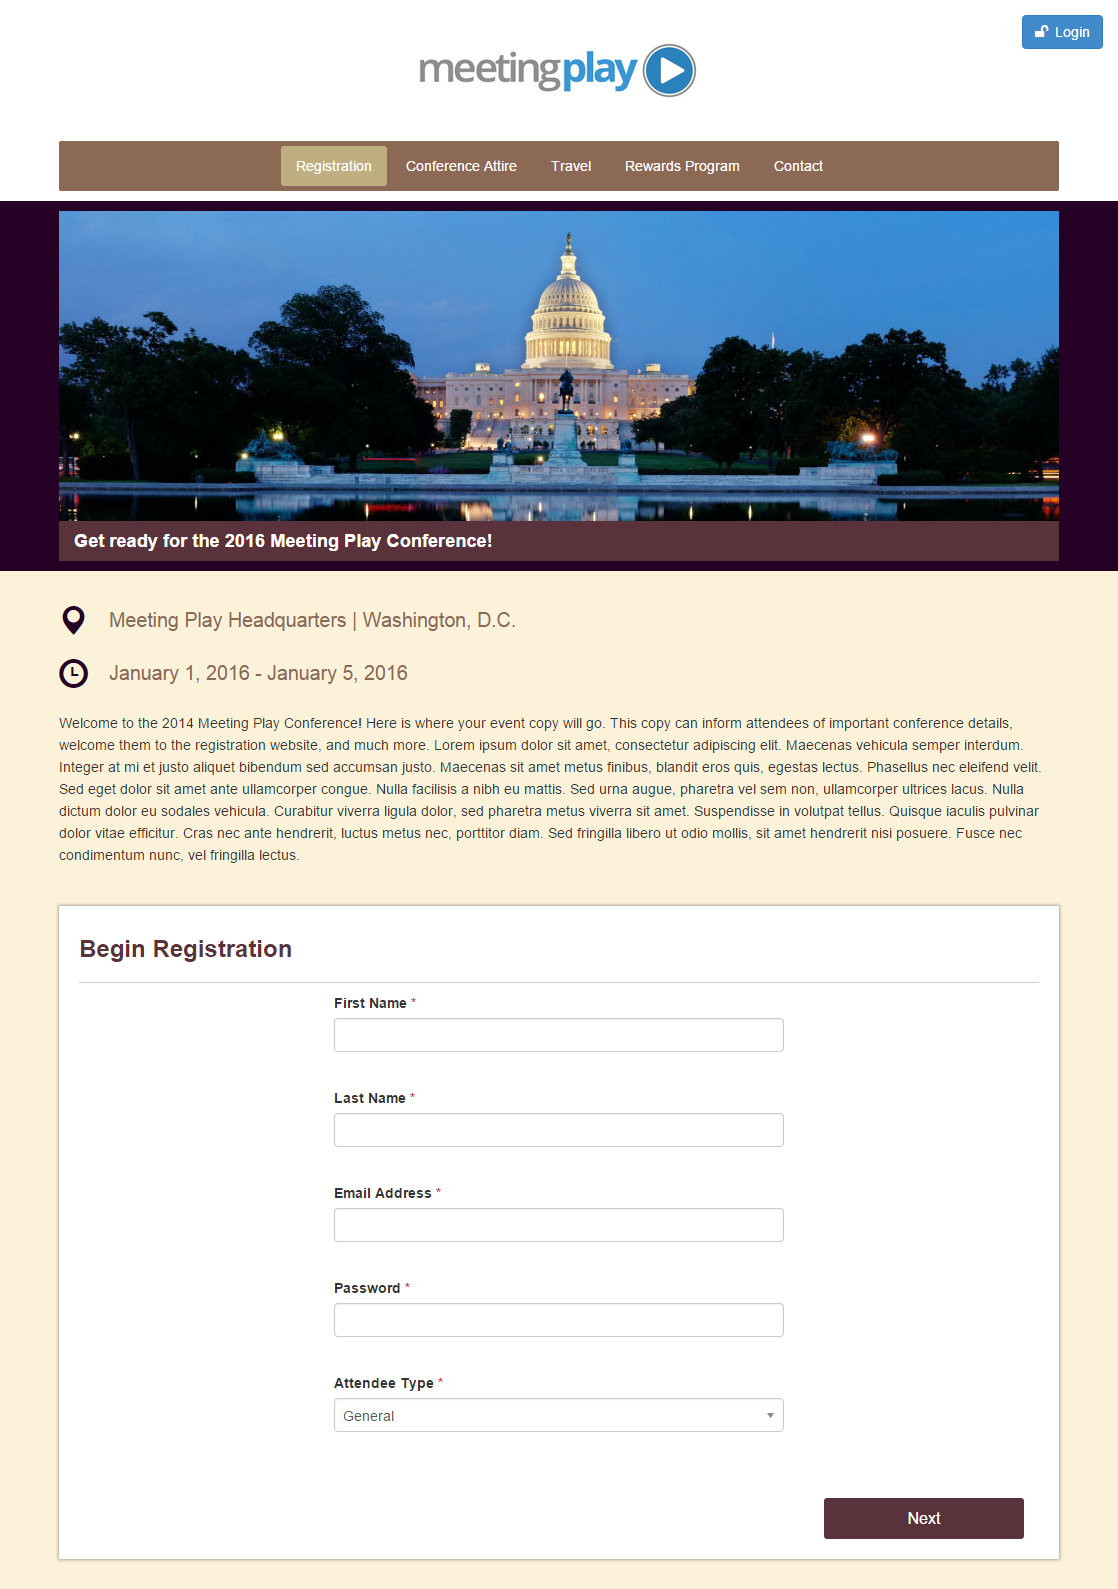 Login
meetingplay
Registration Conference Attire Travel Rewards Program Contact
Get ready for the 2016 Meeting Play Conference!
Meeting Play Headquarters | Washington, D.C.
January 1, 2016 - January 5, 2016
Welcome to the 2014 Meeting Play Conference! Here is where your event copy will go. This copy can inform attendees of important conference details,
welcome them to the registration website, and much more. Lorem ipsum dolor sit amet, consectetur adipiscing elit. Maecenas vehicula semper interdum.
Integer at mi et justo aliquet bibendum sed accumsan justo. Maecenas sit amet metus finibus, blandit eros quis, egestas lectus. Phasellus nec eleifend velit.
Sed eget dolor sit amet ante ullamcorper congue. Nulla facilisis a nibh eu mattis. Sed urna augue, pharetra vel sem non, ullamcorper ultrices lacus. Nulla
dictum dolor eu sodales vehicula. Curabitur viverra ligula dolor, sed pharetra metus viverra sit amet. Suspendisse in volutpat tellus. Quisque iaculis pulvinar
dolor vitae efficitur. Cras nec ante hendrerit, luctus metus nec, porttitor diam. Sed fringilla libero ut odio mollis, sit amet hendrerit nisi posuere. Fusce nec
condimentum nunc, vel fringilla lectus.
Begin Registration
First Name *
Last Name *
Email Address *
Password *
Attendee Type *
General
Next